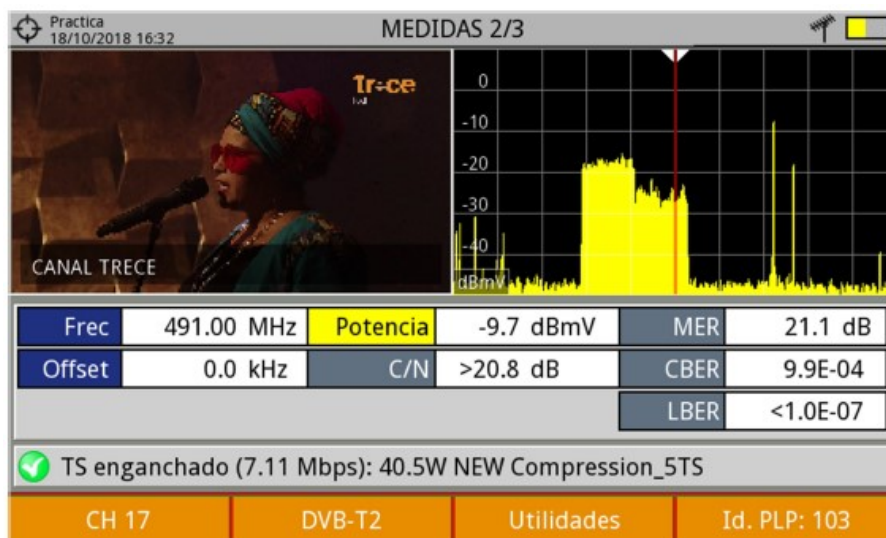 Practica
18/10/2018 16:32
MEDIDAS 2/3
Trece
CANAL TRECE
0
-10
-20
-30
-40
dBmV
Frec 491.00 MHz Potencia -9.7 dBmV MER 21.1 dB
Offset 0.0 kHz C/N >20.8 dB CBER 9.9E-04
LBER <1.0E-07
TS enganchado (7.11 Mbps): 40.5W NEW Compression_5TS
CH 17 DVB-T2 Utilidades Id. PLP: 103